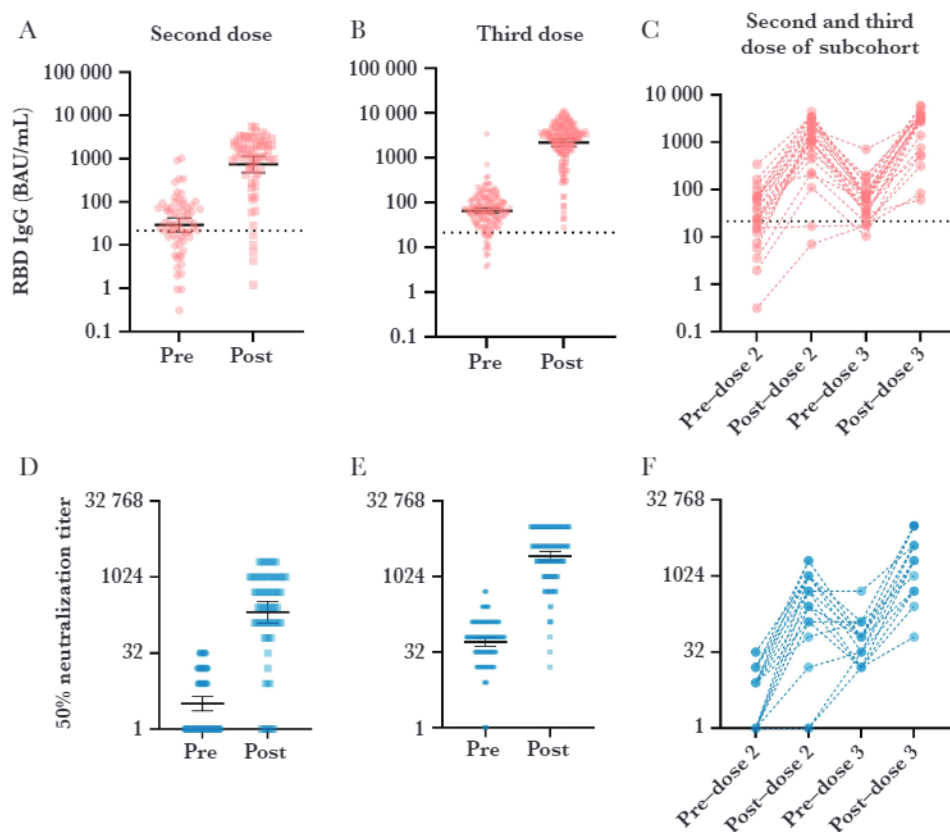 A
Second dose
B
Third dose
C
Second and third
dose of subcohort
RBD IgG (BAU/mL)
100 000
10 000
1000
100
10
1
0.1
Pre
Post
100 000
10 000
1000
100
10
1
0.1
Pre
Post
10 000
1000
100
10
1
0.1
Pre–dose 2
Post–dose 2
Pre–dose 3
Post–dose 3
D
E
F
50% neutralization titer
32 768
1024
32
1
Pre
Post
32 768
1024
32
1
Pre
Post
32 768
1024
32
1
Pre–dose 2
Post–dose 2
Pre–dose 3
Post–dose 3